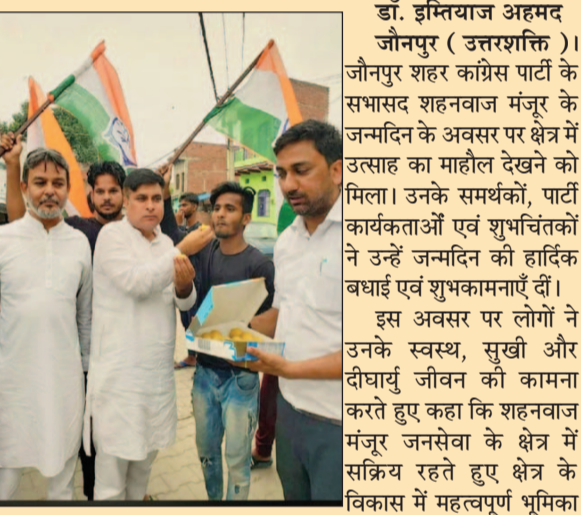 डॉ. इम्तियाज अहमद
जौनपुर ( उत्तरशक्ति )।
जौनपुर शहर कांग्रेस पार्टी के
सभासद शहनवाज मंजूर के
जन्मदिन के अवसर पर क्षेत्र में
उत्साह का माहौल देखने को
मिला। उनके समर्थकों, पार्टी
कार्यकर्ताओं एवं शुभचिंतकों
ने उन्हें जन्मदिन की हार्दिक
बधाई एवं शुभकामनाएँ दीं।
इस अवसर पर लोगों ने
उनके स्वस्थ, सुखी और
दीर्घायु जीवन की कामना
करते हुए कहा कि शहनवाज
मंजूर जनसेवा के क्षेत्र में
सक्रिय रहते हुए क्षेत्र के
विकास में महत्वपूर्ण भूमिका